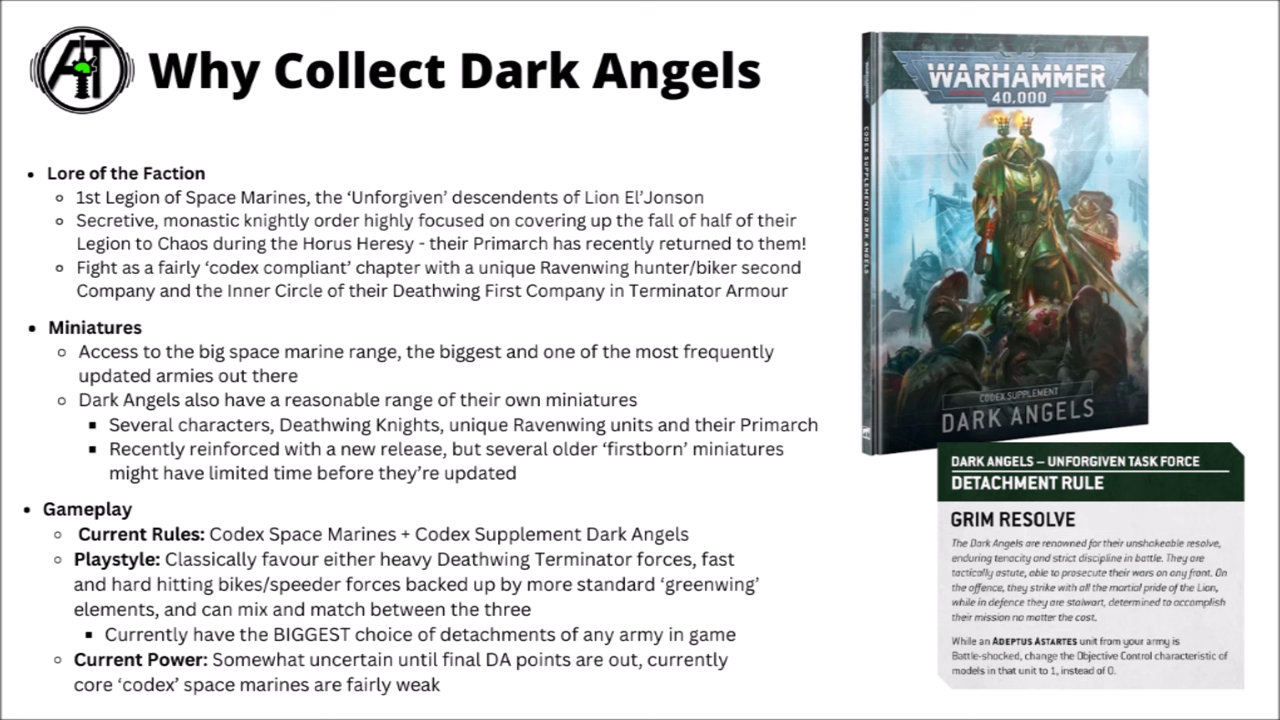 AT
Why Collect Dark Angels
Lore of the Faction
1st Legion of Space Marines, the ‘Unforgiven’ descendents of Lion El’Jonson
Secretive, monastic knightly order highly focused on covering up the fall of half of their
Legion to Chaos during the Horus Heresy - their Primarch has recently returned to them!
Fight as a fairly ‘codex compliant’ chapter with a unique Ravenwing hunter/biker second
Company and the Inner Circle of their Deathwing First Company in Terminator Armour
Miniatures
Access to the big space marine range, the biggest and one of the most frequently
updated armies out there
Dark Angels also have a reasonable range of their own miniatures
Several characters, Deathwing Knights, unique Ravenwing units and their Primarch
Recently reinforced with a new release, but several older ‘firstborn’ miniatures
might have limited time before they’re updated
Gameplay
Current Rules: Codex Space Marines + Codex Supplement Dark Angels
Playstyle: Classically favour either heavy Deathwing Terminator forces, fast
and hard hitting bikes/speeder forces backed up by more standard ‘greenwing’
elements, and can mix and match between the three
Currently have the BIGGEST choice of detachments of any army in game
Current Power: Somewhat uncertain until final DA points are out, currently
core ‘codex’ space marines are fairly weak
WARHAMMER
40,000
CODEX SUPPLEMENT: DARK ANGELS
CODEX SUPPLEMENT
DARK ANGELS
DARK ANGELS – UNFORGIVEN TASK FORCE
DETACHMENT RULE
GRIM RESOLVE
The Dark Angels are renowned for their unshakeable resolve,
enduring tenacity and strict discipline in battle. They are
tactically astute, able to prosecute their wars on any front. On
the offence, they strike with all the martial pride of the Lion,
while in defence they are stalwart, determined to accomplish
their mission no matter the cost.
While an ADEPTUS ASTARTES unit from your army is
Battle-shocked, change the Objective Control characteristic of
models in that unit to 1, instead of 0.